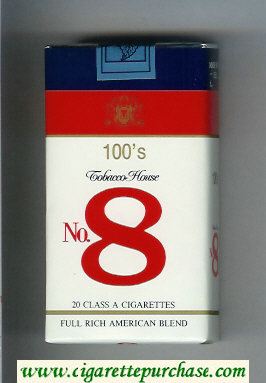 100's
Tobacco House
No. 8
20 CLASS A CIGARETTES
FULL RICH AMERICAN BLEND
www.cigarettepurchase.com